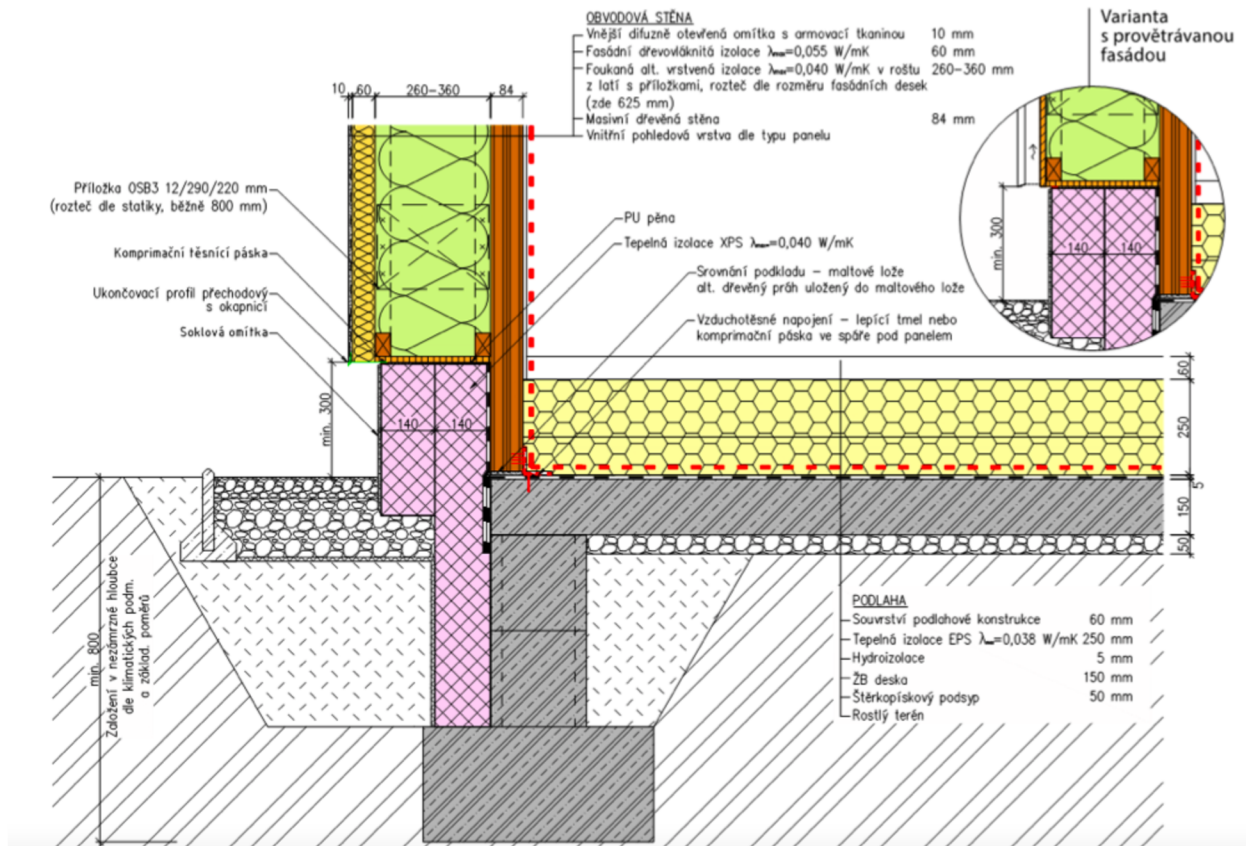 OBVODOVÁ STĚNA
Vnější difuzně otevřená omítka s armovací tkaninou 10 mm
Fasádní dřevovláknitá izolace λmax=0,055 W/mK 60 mm
Foukaná alt. vrstvená izolace λmax=0,040 W/mK v roštu 260-360 mm
z latí s příložkami, rozteč dle rozměru fasádních desek
(zde 625 mm)
Masivní dřevěná stěna 84 mm
Vnitřní pohledová vrstva dle typu panelu
Varianta
s provětrávanou
fasádou
10 60 260-360 84
Příložka OSB3 12/290/220 mm
(rozteč dle statiky, běžně 800 mm)
Komprimační těsnící páska
Ukončovací profil přechodový
s okapnicí
Soklová omítka
PU pěna
Tepelná izolace XPS λmax=0,040 W/mK
Srovnání podkladu – maltové lože
alt. dřevěný práh uložený do maltového lože
Vzduchotěsné napojení – lepící tmel nebo
komprimační páska ve spáře pod panelem
min. 300
140 140
min. 300
140 140
60
250
5
150
50
min. 800
Založení v nezámrzné hloubce
dle klimatických podm.
a základ. poměrů
PODLAHA
Souvrství podlahové konstrukce 60 mm
Tepelná izolace EPS λmax=0,038 W/mK 250 mm
Hydroizolace 5 mm
ŽB deska 150 mm
Štěrkopískový podsyp 50 mm
Rostlý terén